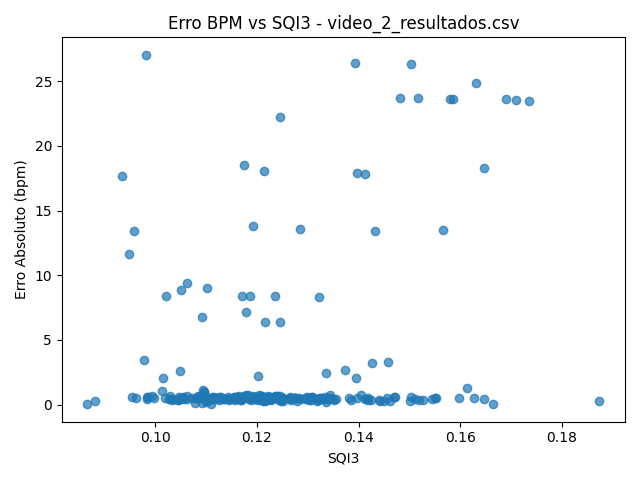 Erro BPM vs SQI3 - video_2_resultados.csv
Erro Absoluto (bpm)
25
20
15
10
5
0
0.10 0.12 0.14 0.16 0.18
SQI3